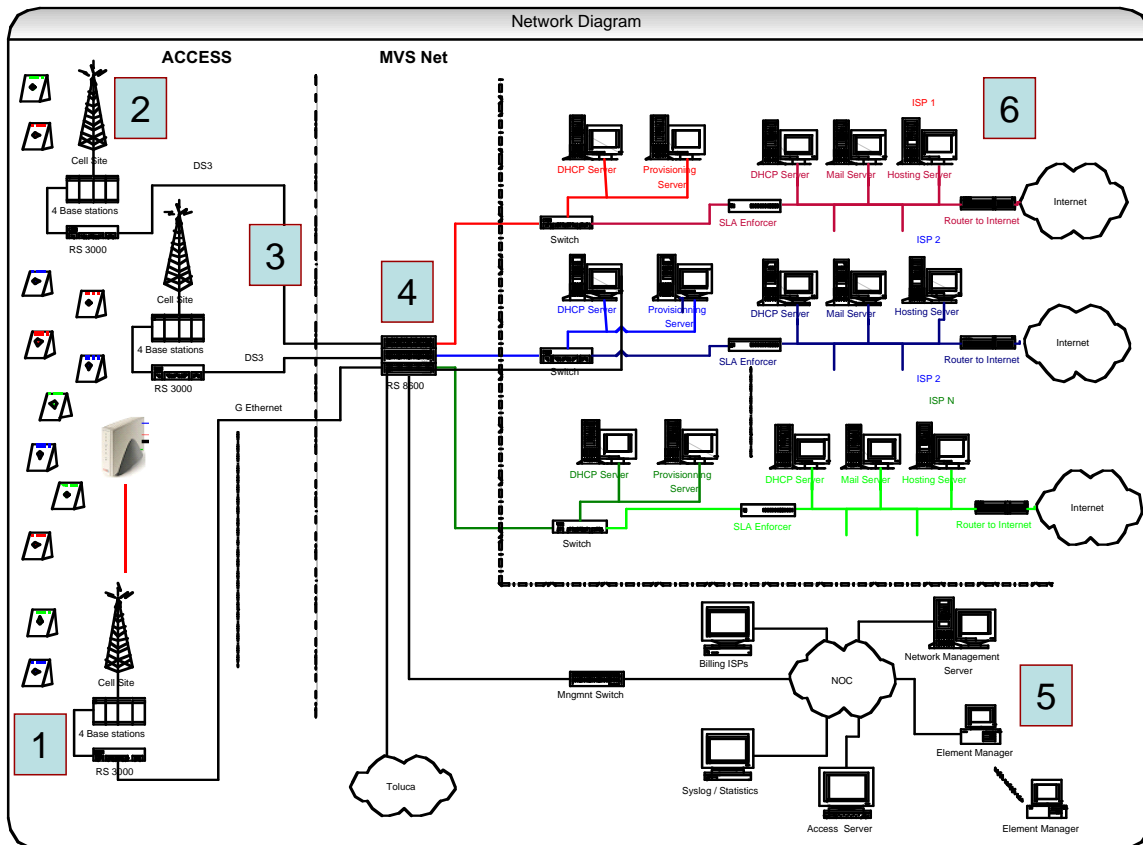 Network Diagram
ACCESS
MVS Net
2
Cell Site
4 Base stations
RS 3000
DS3
Cell Site
4 Base stations
RS 3000
DS3
3
G Ethernet
4
RS 8600
Cell Site
4 Base stations
RS 3000
1
Toluca
6
ISP 1
DHCP Server
Provisioning
Server
DHCP Server
Mail Server
Hosting Server
Switch
SLA Enforcer
Router to Internet
Internet
ISP 2
DHCP Server
Provisionning
Server
DHCP Server
Mail Server
Hosting Server
Switch
SLA Enforcer
Router to Internet
Internet
ISP 2
ISP N
DHCP Server
Provisionning
Server
DHCP Server
Mail Server
Hosting Server
Switch
SLA Enforcer
Router to Internet
Internet
Billing ISPs
Network Management
Server
Mngmnt Switch
NOC
5
Element Manager
Syslog / Statistics
Access Server
Element Manager